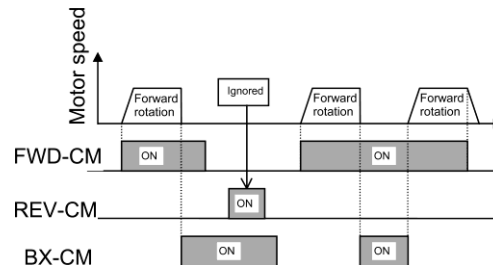 Motor speed
Forward
rotation
Ignored
Forward
rotation
Forward
rotation
FWD-CM
ON
ON
REV-CM
ON
BX-CM
ON
ON